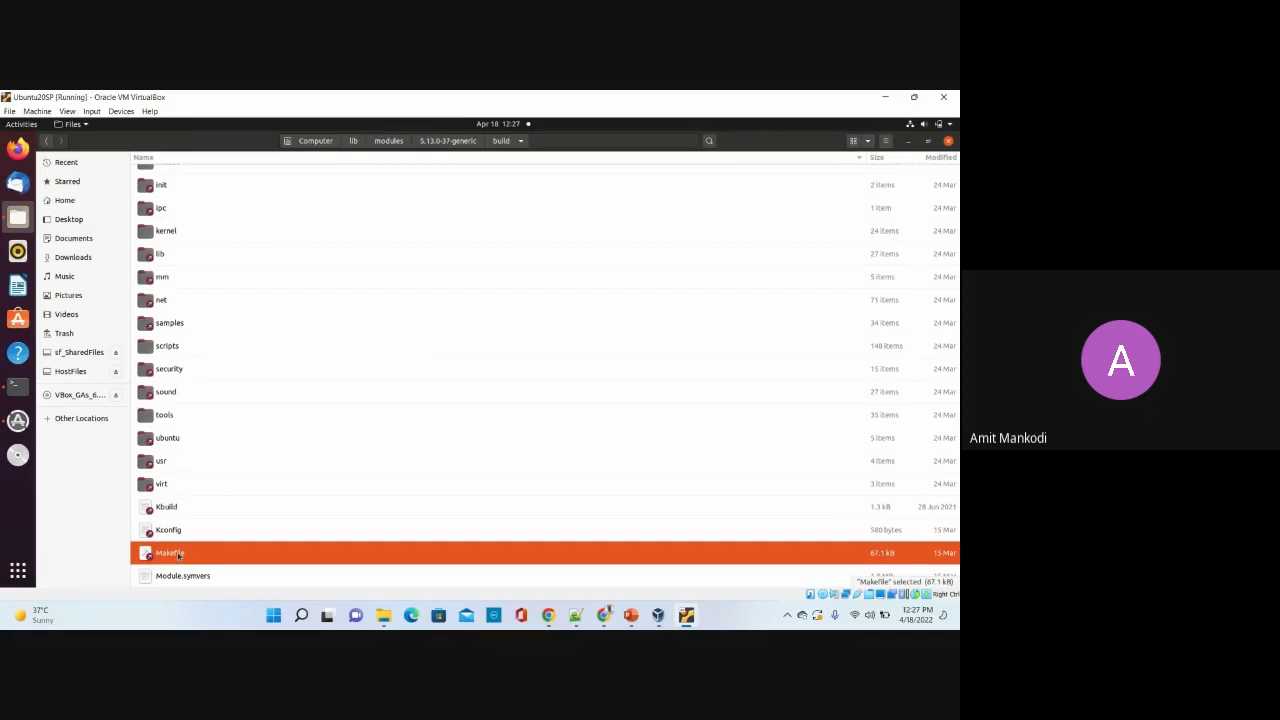 Ubuntu20SP [Running] - Oracle VM VirtualBox
File Machine View Input Devices Help
Activities Files Apr 18 12:27
Computer lib modules 5.13.0-37-generic build
Name Size Modified
Recent
Starred
Home
Desktop
Documents
Downloads
Music
Pictures
Videos
Trash
sf_SharedFiles
HostFiles
VBox_GAs_6....
Other Locations
init 2 items 24 Mar
ipc 1 item 24 Mar
kernel 24 items 24 Mar
lib 27 items 24 Mar
mm 5 items 24 Mar
net 71 items 24 Mar
samples 34 items 24 Mar
scripts 148 items 24 Mar
security 15 items 24 Mar
sound 27 items 24 Mar
tools 35 items 24 Mar
ubuntu 5 items 24 Mar
usr 4 items 24 Mar
virt 3 items 24 Mar
Kbuild 1.3 kB 28 Jun 2021
Kconfig 580 bytes 15 Mar
Makefile 67.1 kB 15 Mar
Module.symvers
"Makefile" selected (67.1 kB)
Right Ctrl
37°C
Sunny
12:27 PM
4/18/2022
A
Amit Mankodi